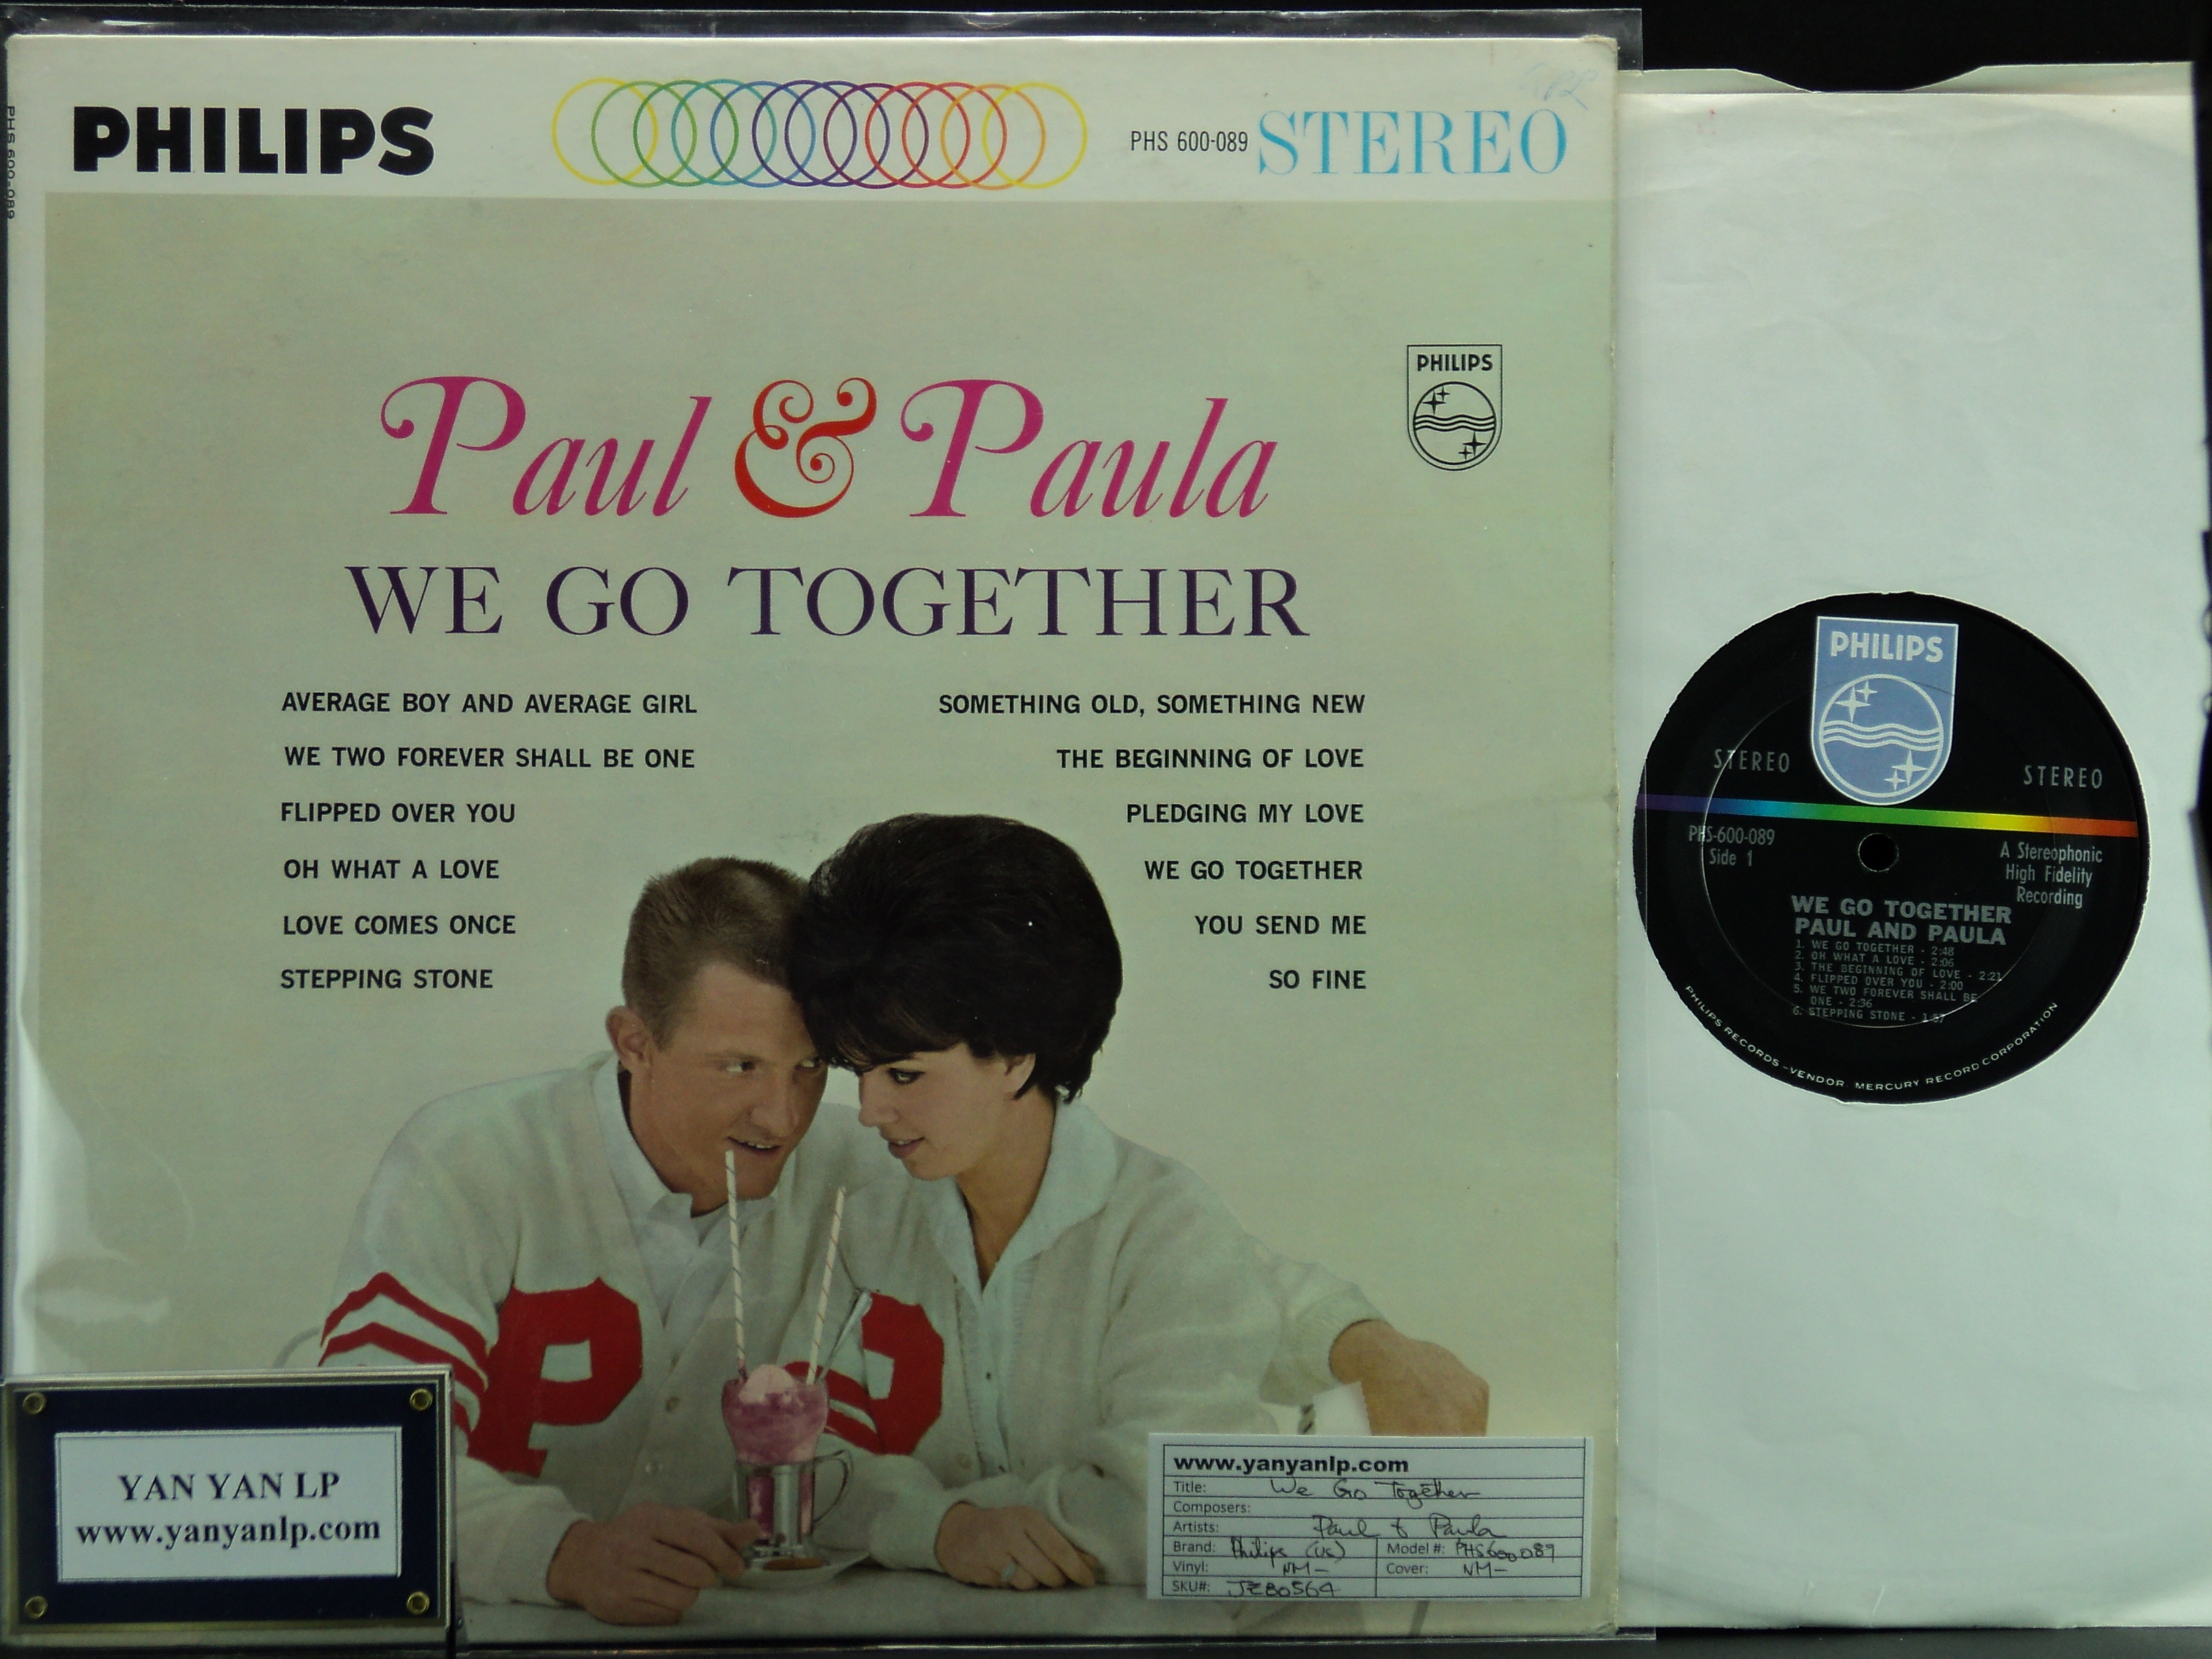 PHILIPS
PHS 600-089 STEREO
PHS 600-089
PHILIPS
Paul & Paula
WE GO TOGETHER
AVERAGE BOY AND AVERAGE GIRL
WE TWO FOREVER SHALL BE ONE
FLIPPED OVER YOU
OH WHAT A LOVE
LOVE COMES ONCE
STEPPING STONE
SOMETHING OLD, SOMETHING NEW
THE BEGINNING OF LOVE
PLEDGING MY LOVE
WE GO TOGETHER
YOU SEND ME
SO FINE
P
P
YAN YAN LP
www.yanyanlp.com
www.yanyanlp.com
Title: We Go Together
Composers:
Artists: Paul & Paula
Brand: Philips (US) Model #: PHS600089
Vinyl: NM- Cover: NM-
SKU#: JZ80564
PHILIPS
STEREO STEREO
PHS-600-089
Side 1
A Stereophonic
High Fidelity
Recording
WE GO TOGETHER
PAUL AND PAULA
1. WE GO TOGETHER - 2:48
2. OH WHAT A LOVE - 2:06
3. THE BEGINNING OF LOVE - 2:21
4. FLIPPED OVER YOU - 2:00
5. WE TWO FOREVER SHALL BE
ONE - 2:36
6. STEPPING STONE - 1:57
PHILIPS RECORDS - VENDOR MERCURY RECORD CORPORATION